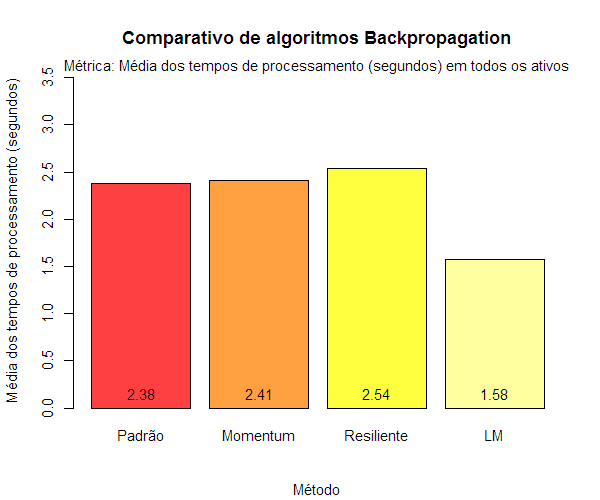 Comparativo de algoritmos Backpropagation
Métrica: Média dos tempos de processamento (segundos) em todos os ativos
Média dos tempos de processamento (segundos)
3.5
3.0
2.5
2.0
1.5
1.0
0.5
0.0
2.38 2.41 2.54 1.58
Padrão Momentum Resiliente LM
Método